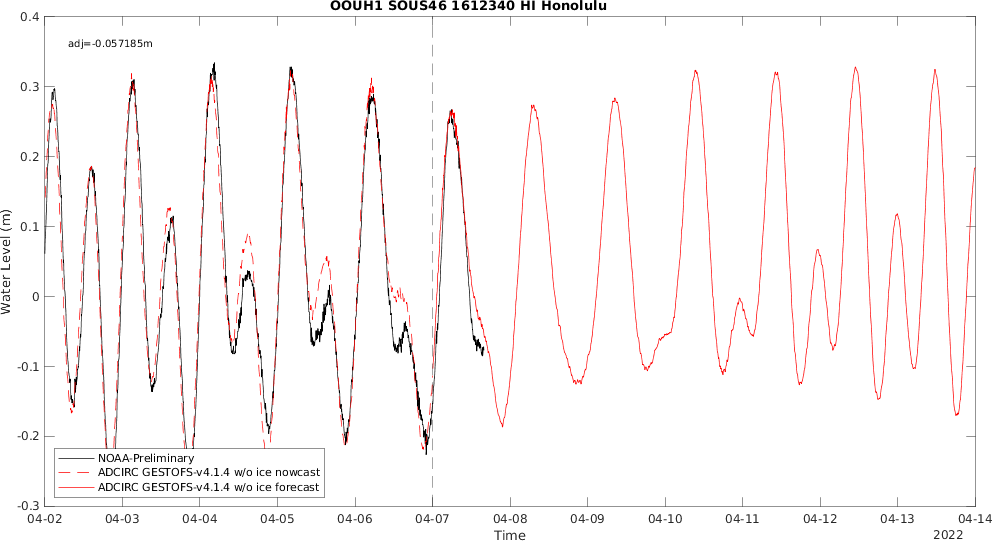 OOUH1 SOUS46 1612340 HI Honolulu
adj=-0.057185m
0.4
0.3
0.2
0.1
0
-0.1
-0.2
-0.3
Water Level (m)
NOAA-Preliminary
ADCIRC GESTOFS-v4.1.4 w/o ice nowcast
ADCIRC GESTOFS-v4.1.4 w/o ice forecast
04-02 04-03 04-04 04-05 04-06 04-07 04-08 04-09 04-10 04-11 04-12 04-13 04-14
Time
2022